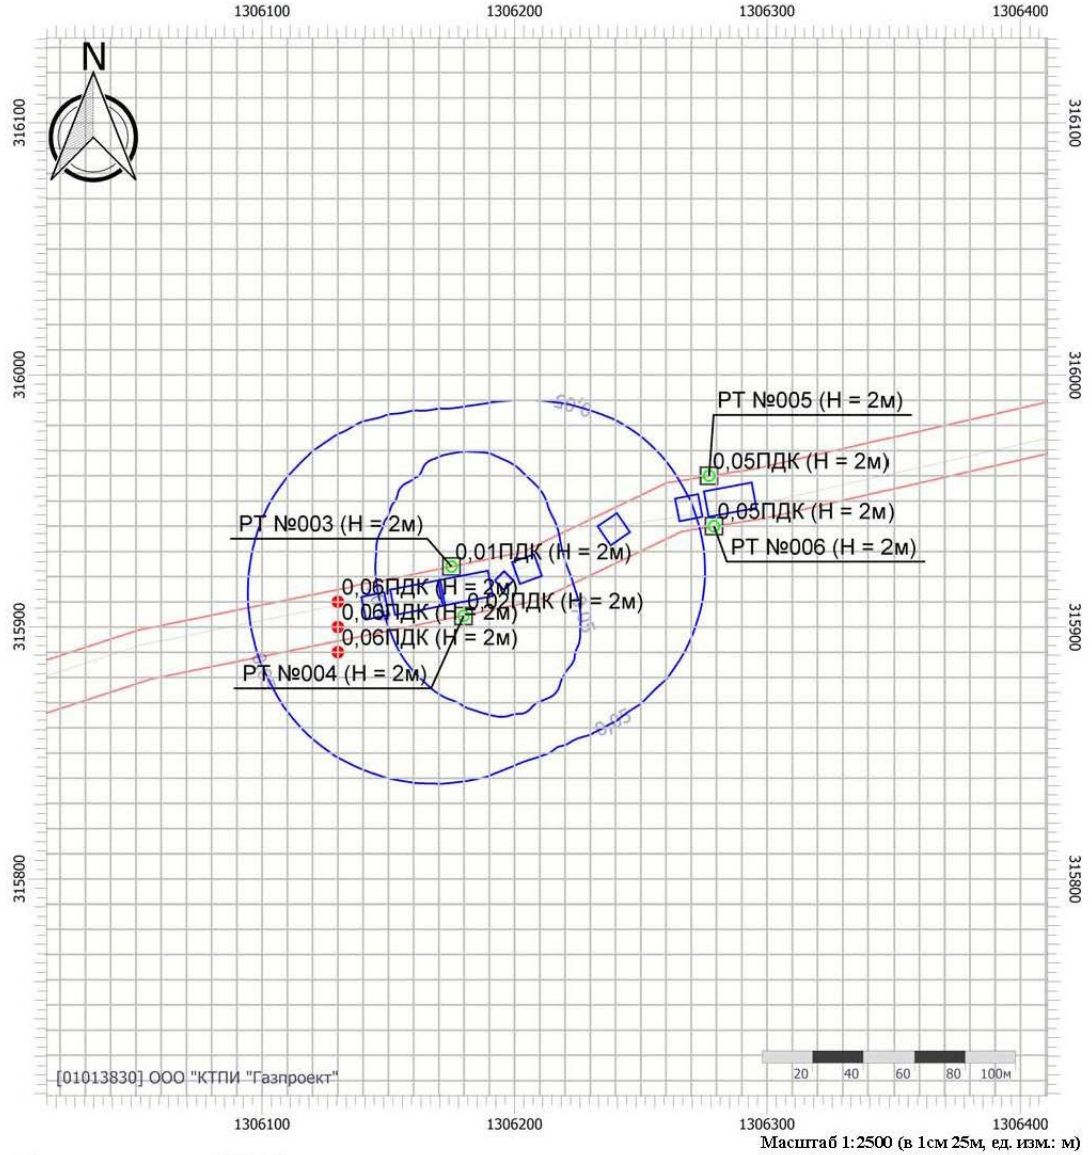 1306100 1306200 1306300 1306400
N
316100 316100
316000 316000
0,05
РТ №005 (Н = 2м)
0,05ПДК (Н = 2м)
0,05ПДК (Н = 2м)
РТ №003 (Н = 2м)
РТ №006 (Н = 2м)
0,01ПДК (Н = 2м)
0,06ПДК (Н = 2м)
0,02ПДК (Н = 2м)
0,06ПДК (Н = 2м)
0,05
315900 315900
0,06ПДК (Н = 2м)
РТ №004 (Н = 2м)
0,05
315800 315800
[01013830] ООО "КТПИ "Газпроект"
20 40 60 80 100м
1306100 1306200 1306300 1306400
Масштаб 1:2500 (в 1см 25м, ед. изм.: м)